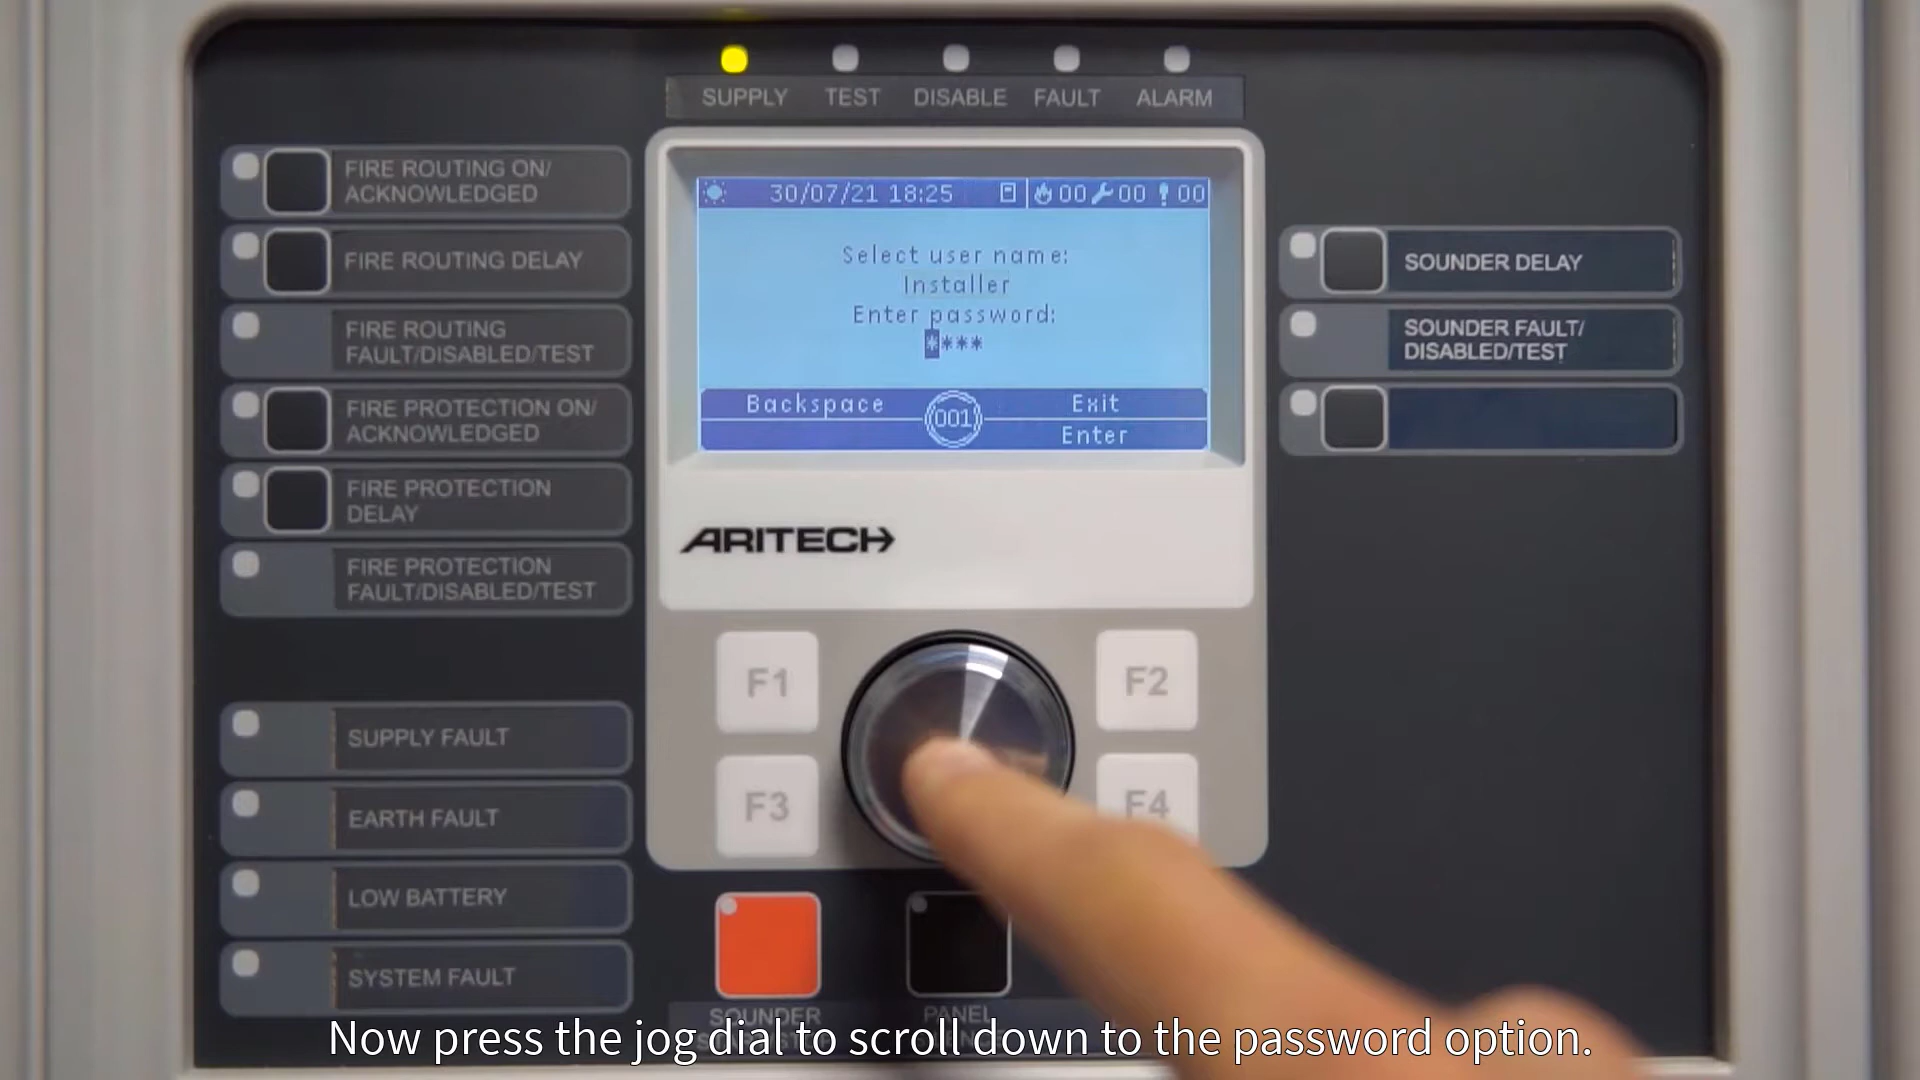 SUPPLY TEST DISABLE FAULT ALARM
FIRE ROUTING ON/
ACKNOWLEDGED
FIRE ROUTING DELAY
FIRE ROUTING
FAULT/DISABLED/TEST
FIRE PROTECTION ON/
ACKNOWLEDGED
FIRE PROTECTION
DELAY
FIRE PROTECTION
FAULT/DISABLED/TEST
SUPPLY FAULT
EARTH FAULT
LOW BATTERY
SYSTEM FAULT
30/07/21 18:25 00 00 00
Select user name:
Installer
Enter password:
****
Backspace
001
Exit
Enter
ARITECH
F1
F2
F3
F4
SOUNDER
PANEL
SOUNDER DELAY
SOUNDER FAULT/
DISABLED/TEST
Now press the jog dial to scroll down to the password option.